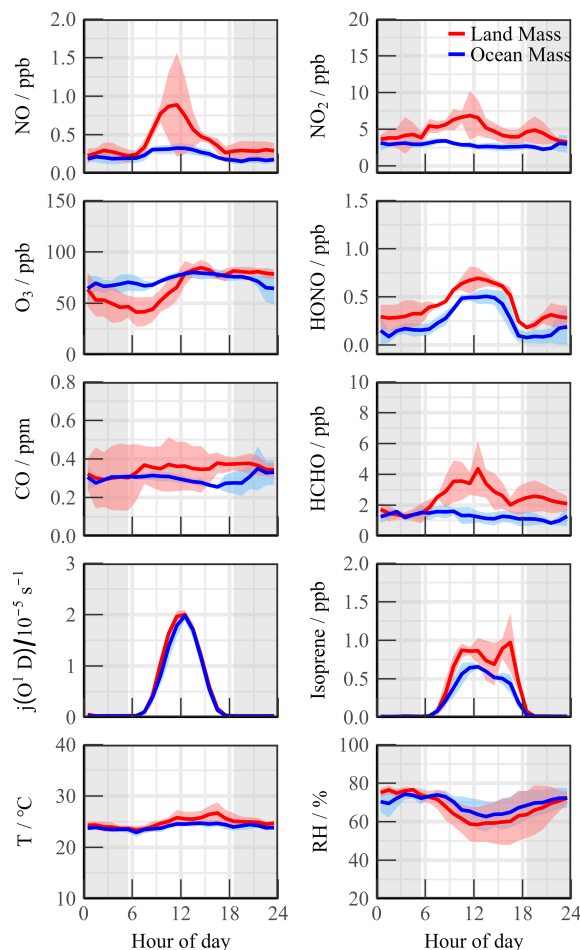 NO / ppb
2.0
1.5
1.0
0.5
0.0
NO2 / ppb
20
15
10
5
0
Land Mass
Ocean Mass
O3 / ppb
150
100
50
0
HONO / ppb
1.5
1.0
0.5
0.0
CO / ppm
0.8
0.6
0.4
0.2
0.0
HCHO / ppb
10
8
6
4
2
0
j(O¹ D)/10⁻⁵ s⁻¹
3
2
1
0
Isoprene / ppb
2.0
1.5
1.0
0.5
0.0
T / °C
40
30
20
10
0 6 12 18 24
Hour of day
RH / %
100
80
60
40
20
0 6 12 18 24
Hour of day